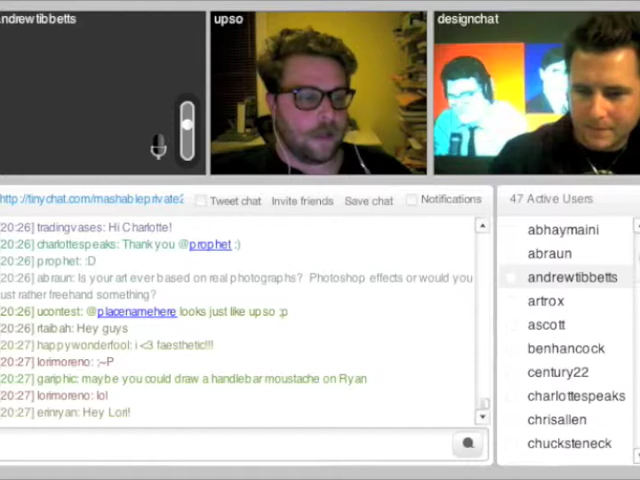 andrewtibbetts
upso
designchat
http://tinychat.com/mashableprivate2
Tweet chat
Invite friends
Save chat
Notifications
47 Active Users
[20:26] tradingvases: Hi Charlotte!
[20:26] charlottespeaks: Thank you @prophet :)
[20:26] prophet: :D
[20:26] abraun: Is your art ever based on real photographs? Photoshop effects or would you
just rather freehand something?
[20:26] ucontest: @placenamehere looks just like upso ;p
[20:26] rtaibah: Hey guys
[20:27] happywonderfool: i <3 faesthetic!!!
[20:27] lorimoreno: ;~P
[20:27] gariphic: maybe you could draw a handlebar moustache on Ryan
[20:27] lorimoreno: lol
[20:27] erinryan: Hey Lori!
abhaymaini
abraun
andrewtibbetts
artrox
ascott
benhancock
century22
charlottespeaks
chrisallen
chucksteneck